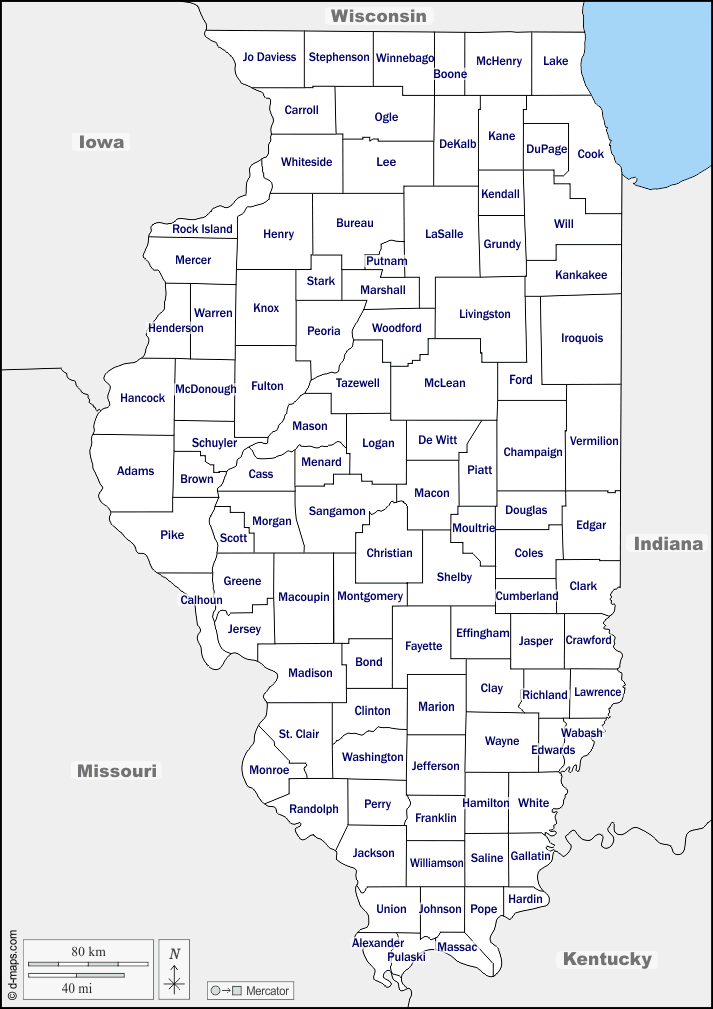 Wisconsin
Jo Daviess
Stephenson
Winnebago
Boone
McHenry
Lake
Carroll
Ogle
DeKalb
Kane
DuPage
Cook
Iowa
Whiteside
Lee
Kendall
Rock Island
Henry
Bureau
LaSalle
Grundy
Will
Mercer
Putnam
Kankakee
Stark
Marshall
Henderson
Warren
Knox
Peoria
Woodford
Livingston
Iroquois
Hancock
McDonough
Fulton
Tazewell
McLean
Ford
Schuyler
Mason
Logan
De Witt
Champaign
Vermilion
Adams
Brown
Cass
Menard
Macon
Piatt
Pike
Scott
Morgan
Sangamon
Christian
Moultrie
Douglas
Coles
Edgar
Indiana
Calhoun
Greene
Macoupin
Montgomery
Shelby
Cumberland
Clark
Jersey
Fayette
Effingham
Jasper
Crawford
Madison
Bond
Clay
Richland
Lawrence
St. Clair
Clinton
Marion
Wayne
Edwards
Wabash
Missouri
Monroe
Washington
Jefferson
Randolph
Perry
Franklin
Hamilton
White
Jackson
Williamson
Saline
Gallatin
Union
Johnson
Pope
Hardin
Alexander
Pulaski
Massac
Kentucky
© d-maps.com
80 km
40 mi
N
Mercator